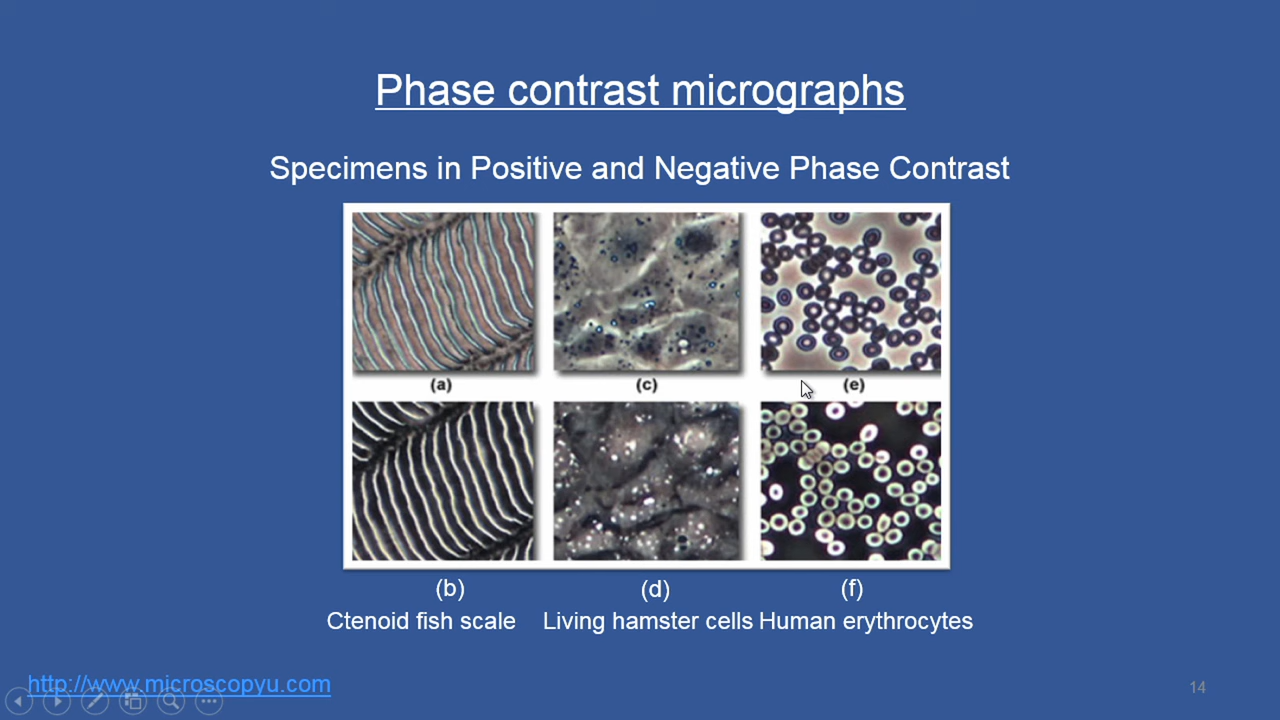 Phase contrast micrographs
Specimens in Positive and Negative Phase Contrast
(a) (c) (e)
(b) (d) (f)
Ctenoid fish scale Living hamster cells Human erythrocytes
http://www.microscopyu.com
14